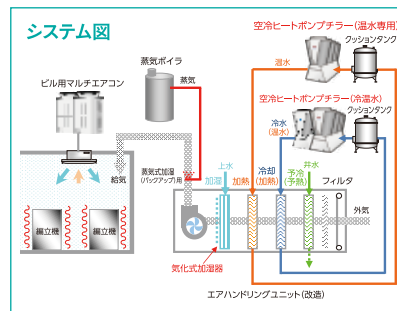 システム図
空冷ヒートポンプチラー(温水専用)
クッションタンク
蒸気ボイラ
温水
蒸気
ビル用マルチエアコン
空冷ヒートポンプチラー(冷温水)
クッションタンク
冷水
(温水)
蒸気式加湿
(バックアップ)用
給気
上水
加湿
加熱
冷却
(加熱)
井水
予冷
(予熱)
フィルタ
外気
編立機
編立機
気化式加湿器
エアハンドリングユニット(改造)